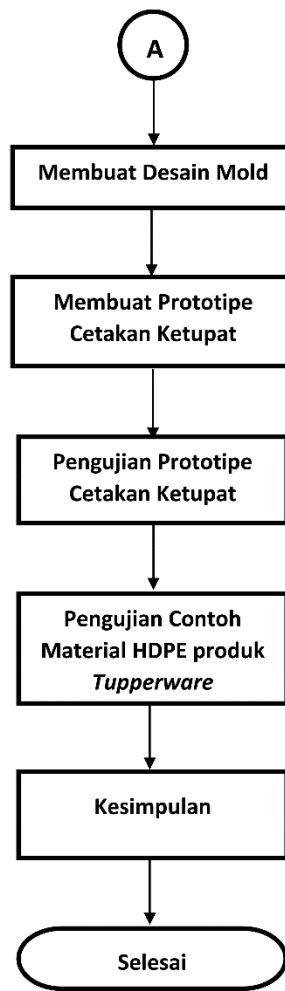 A
Membuat Desain Mold
Membuat Prototipe
Cetakan Ketupat
Pengujian Prototipe
Cetakan Ketupat
Pengujian Contoh
Material HDPE produk
Tupperware
Kesimpulan
Selesai